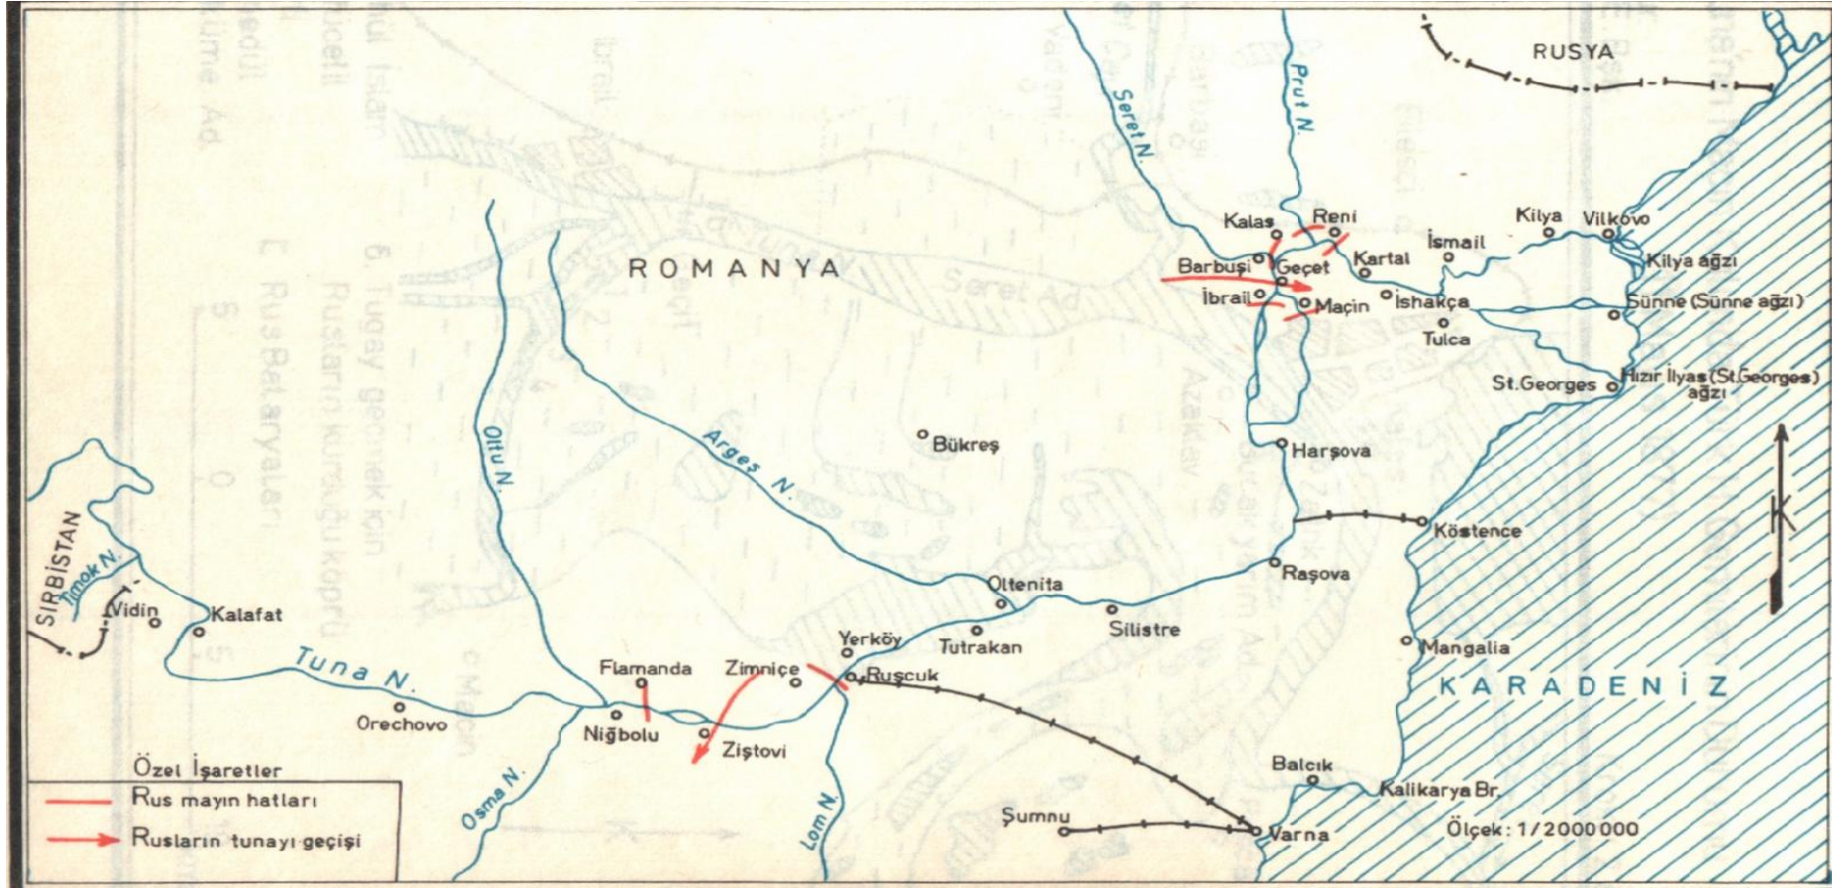 RUSYA
Seret N.
Prut N.
Kalas
Reni
Kilya
Vilkovo
İsmail
Barbuşi
Geçet
Kartal
Kilya ağzı
ROMANYA
İbrail
Maçin
İshakça
Sünne (Sünne ağzı)
Tulca
St.Georges
Hızır İlyas (St.Georges)
ağzı
Oltu N.
Arges N.
Bükreş
Harşova
Köstence
SIRBİSTAN
Timok N.
Vidin
Kalafat
Oltenita
Raşova
Silistre
Tutrakan
Yerköy
Mangalia
Flamanda
Zimniçe
Rusçuk
Tuna N.
KARADENİZ
Orechovo
Niğbolu
Ziştovi
Osma N.
Lom N.
Balcık
Kalikarya Br.
Şumnu
Varna
Ölçek: 1/2000000
K
Özel İşaretler
Rus mayın hatları
Rusların tunayı geçişi